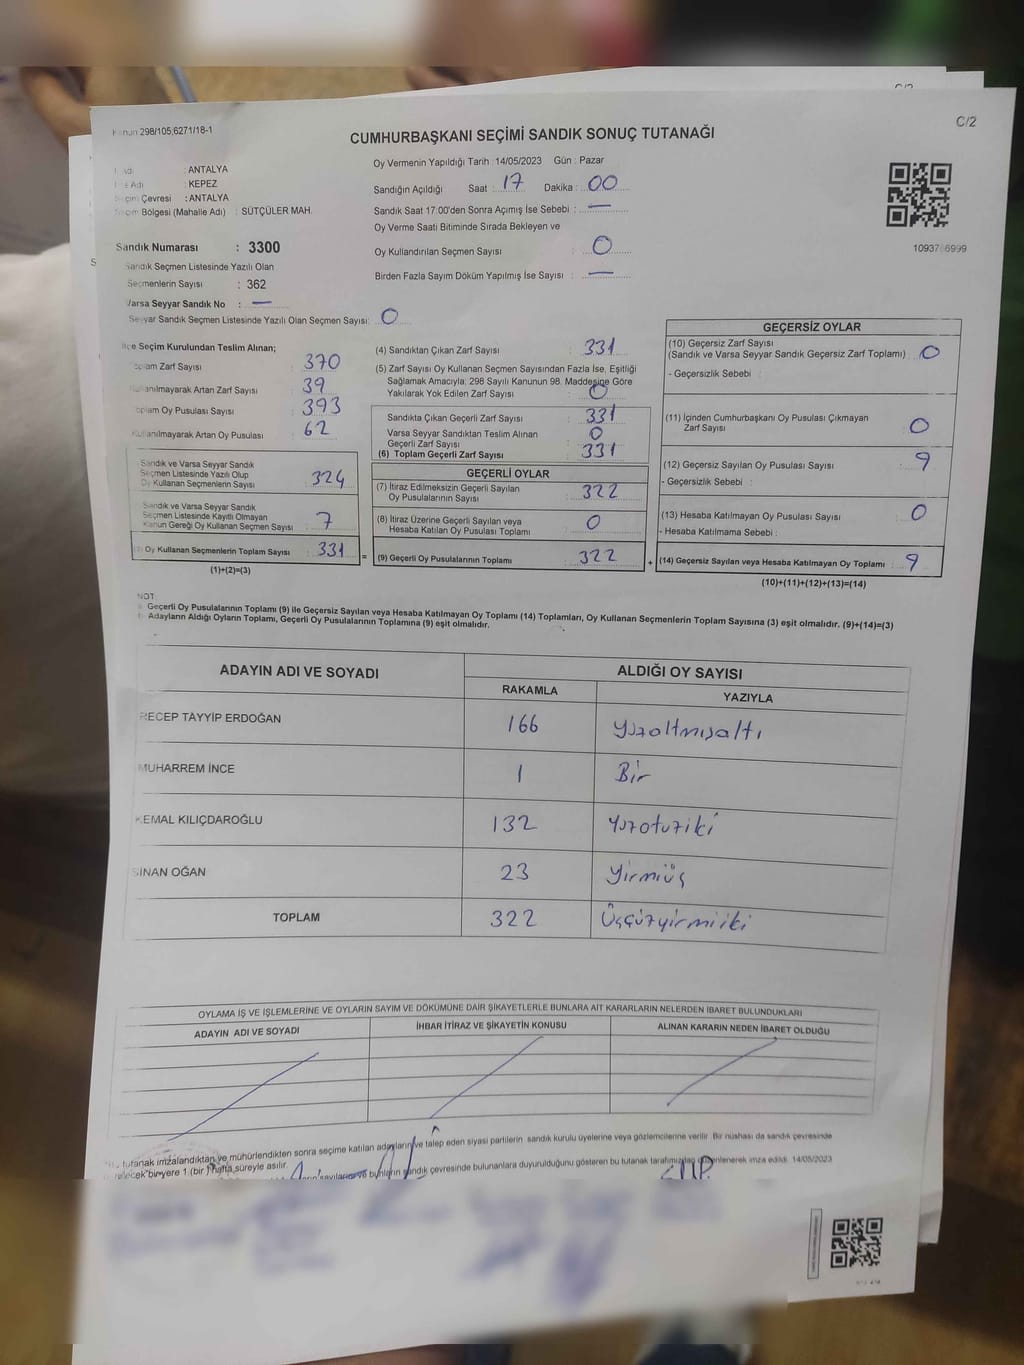 Kanun 298/105;6271/18-1
C/2
CUMHURBAŞKANI SEÇİMİ SANDIK SONUÇ TUTANAĞI
Oy Vermenin Yapıldığı Tarih : 14/05/2023 Gün : Pazar
: ANTALYA
Adı : KEPEZ
Seçim Çevresi : ANTALYA
Seçim Bölgesi (Mahalle Adı) : SÜTÇÜLER MAH.
Sandığın Açıldığı Saat : 17 Dakika : 00
Sandık Saat 17.00'den Sonra Açımış İse Sebebi : —
Oy Verme Saati Bitiminde Sırada Bekleyen ve
Oy Kullandırılan Seçmen Sayısı : 0
Birden Fazla Sayım Döküm Yapılmış İse Sayısı : —
Sandık Numarası : 3300
Sandık Seçmen Listesinde Yazılı Olan
Seçmenlerin Sayısı : 362
Varsa Seyyar Sandık No : —
Seyyar Sandık Seçmen Listesinde Yazılı Olan Seçmen Sayısı: 0
İlçe Seçim Kurulundan Teslim Alınan;
Toplam Zarf Sayısı : 370
Kullanılmayarak Artan Zarf Sayısı : 39
Toplam Oy Pusulası Sayısı : 393
Kullanılmayarak Artan Oy Pusulası : 62
Sandık ve Varsa Seyyar Sandık
Seçmen Listesinde Yazılı Olup
Oy Kullanan Seçmenlerin Sayısı : 324
Sandık ve Varsa Seyyar Sandık
Seçmen Listesinde Kayıtlı Olmayan
Kanun Gereği Oy Kullanan Seçmen Sayısı : 7
Oy Kullanan Seçmenlerin Toplam Sayısı : 331 =
(1)+(2)=(3)
(4) Sandıktan Çıkan Zarf Sayısı : 331
(5) Zarf Sayısı Oy Kullanan Seçmen Sayısından Fazla İse, Eşitliği
Sağlamak Amacıyla; 298 Sayılı Kanunun 98. Maddesine Göre
Yakılarak Yok Edilen Zarf Sayısı : 0
Sandıkta Çıkan Geçerli Zarf Sayısı : 331
Varsa Seyyar Sandıktan Teslim Alınan
Geçerli Zarf Sayısı : 0
(6) Toplam Geçerli Zarf Sayısı : 331
GEÇERLİ OYLAR
(7) İtiraz Edilmeksizin Geçerli Sayılan
Oy Pusulalarının Sayısı : 322
(8) İtiraz Üzerine Geçerli Sayılan veya
Hesaba Katılan Oy Pusulası Toplamı : 0
(9) Geçerli Oy Pusulalarının Toplamı : 322 +
GEÇERSİZ OYLAR
(10) Geçersiz Zarf Sayısı
(Sandık ve Varsa Seyyar Sandık Geçersiz Zarf Toplamı) : 0
- Geçersizlik Sebebi :
(11) İçinden Cumhurbaşkanı Oy Pusulası Çıkmayan
Zarf Sayısı : 0
(12) Geçersiz Sayılan Oy Pusulası Sayısı : 9
- Geçersizlik Sebebi :
(13) Hesaba Katılmayan Oy Pusulası Sayısı : 0
- Hesaba Katılmama Sebebi :
(14) Geçersiz Sayılan veya Hesaba Katılmayan Oy Toplamı : 9
(10)+(11)+(12)+(13)=(14)
NOT
Geçerli Oy Pusulalarının Toplamı (9) ile Geçersiz Sayılan veya Hesaba Katılmayan Oy Toplamı (14) Toplamları, Oy Kullanan Seçmenlerin Toplam Sayısına (3) eşit olmalıdır. (9)+(14)=(3)
Adayların Aldığı Oyların Toplamı, Geçerli Oy Pusulalarının Toplamına (9) eşit olmalıdır.
ADAYIN ADI VE SOYADI ALDIĞI OY SAYISI
RAKAMLA YAZIYLA
RECEP TAYYİP ERDOĞAN 166 Yüzaltmışaltı
MUHARREM İNCE 1 Bir
KEMAL KILIÇDAROĞLU 132 Yüzotuziki
SİNAN OĞAN 23 Yirmiüç
TOPLAM 322 Üççüzyirmiiki
OYLAMA İŞ VE İŞLEMLERİNE VE OYLARIN SAYIM VE DÖKÜMÜNE DAİR ŞİKAYETLERLE BUNLARA AİT KARARLARIN NELERDEN İBARET BULUNDUKLARI
ADAYIN ADI VE SOYADI İHBAR İTİRAZ VE ŞİKAYETİN KONUSU ALINAN KARARIN NEDEN İBARET OLDUĞU
tutanak imzalandıktan ve mühürlendikten sonra seçime katılan adayların ve talep eden siyasi partilerin sandık kurulu üyelerine veya gözlemcilerine verilir. Bir nüshası da sandık çevresinde
bir yere 1 (bir) hafta süreyle asılır.
bunların sandık çevresinde bulunanlara duyurulduğunu gösteren bu tutanak tarafımızdan düzenlenerek imza edildi. 14/05/2023